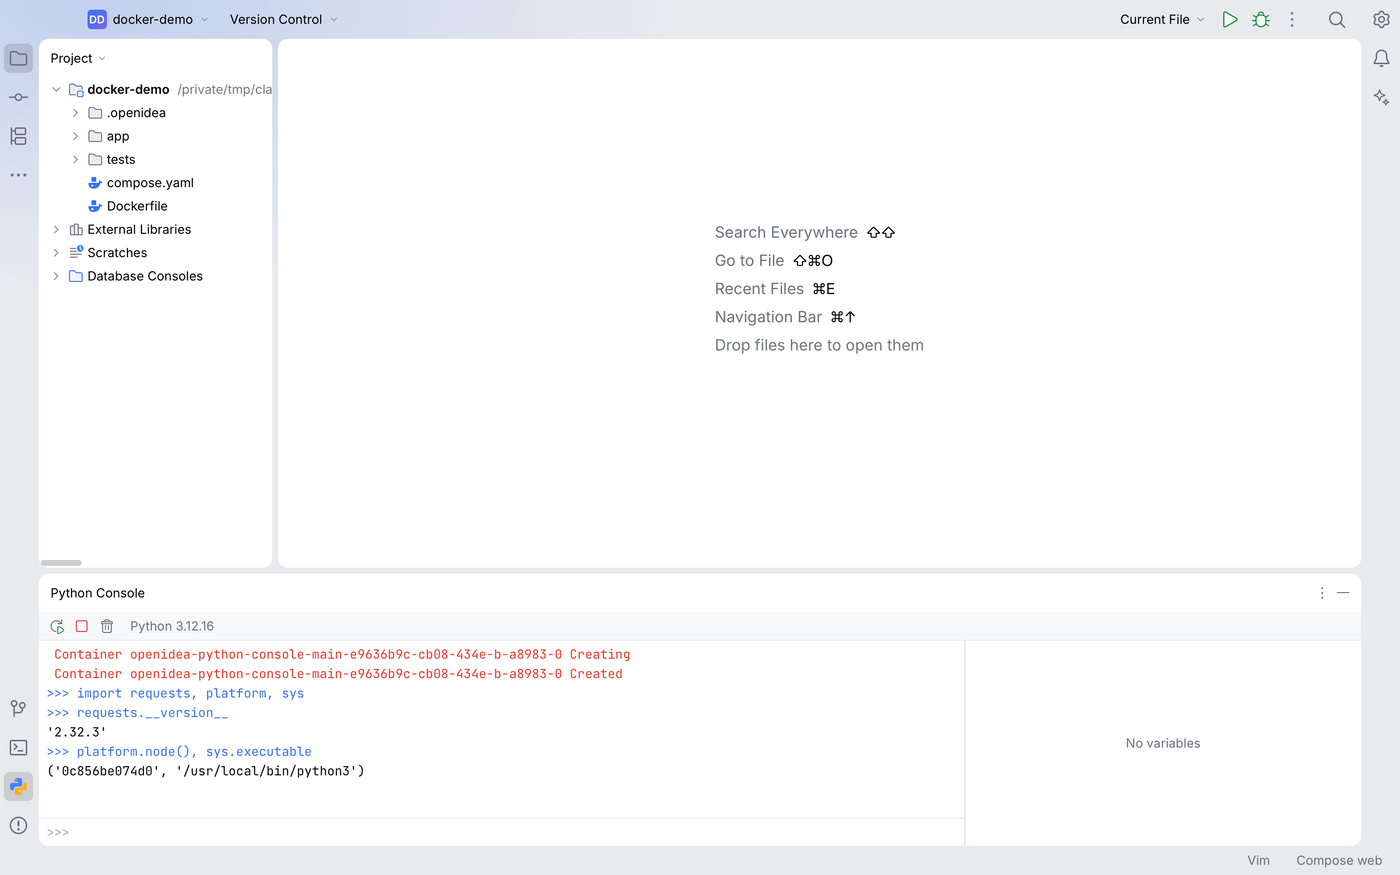 DD docker-demo Version Control Current File
Project
docker-demo /private/tmp/cla
.openidea
app
tests
compose.yaml
Dockerfile
External Libraries
Scratches
Database Consoles
Search Everywhere ⇧⇧
Go to File ⇧⌘O
Recent Files ⌘E
Navigation Bar ⌘↑
Drop files here to open them
Python Console
Python 3.12.16
Container openidea-python-console-main-e9636b9c-cb08-434e-b-a8983-0 Creating
Container openidea-python-console-main-e9636b9c-cb08-434e-b-a8983-0 Created
>>> import requests, platform, sys
>>> requests.__version__
'2.32.3'
>>> platform.node(), sys.executable
('0c856be074d0', '/usr/local/bin/python3')
>>>
No variables
Vim Compose web